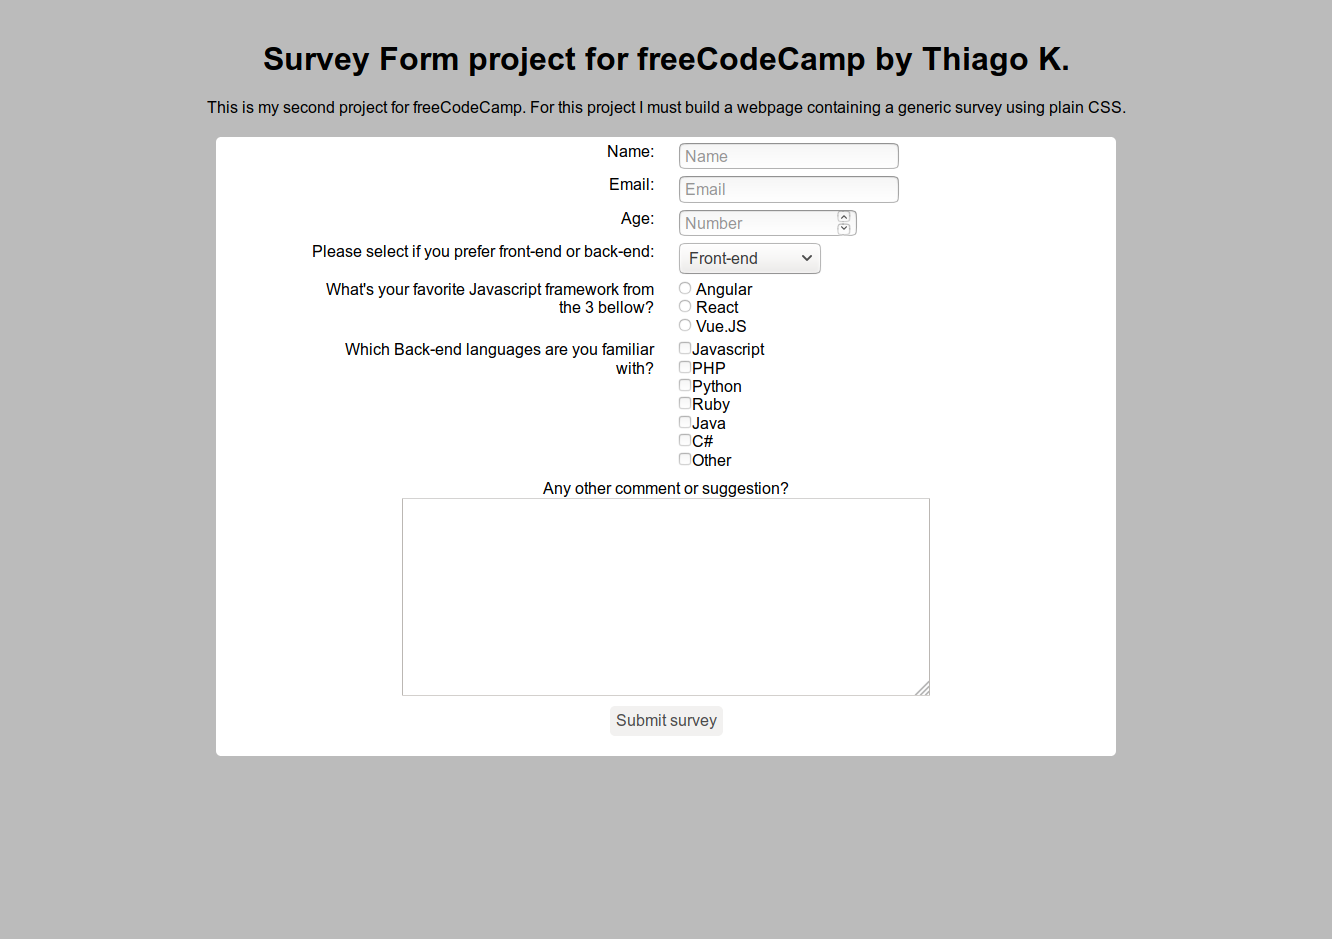 Survey Form project for freeCodeCamp by Thiago K.
This is my second project for freeCodeCamp. For this project I must build a webpage containing a generic survey using plain CSS.
Name: Name
Email: Email
Age: Number
Please select if you prefer front-end or back-end: Front-end
What's your favorite Javascript framework from
the 3 bellow?
Angular
React
Vue.JS
Which Back-end languages are you familiar
with?
Javascript
PHP
Python
Ruby
Java
C#
Other
Any other comment or suggestion?
Submit survey